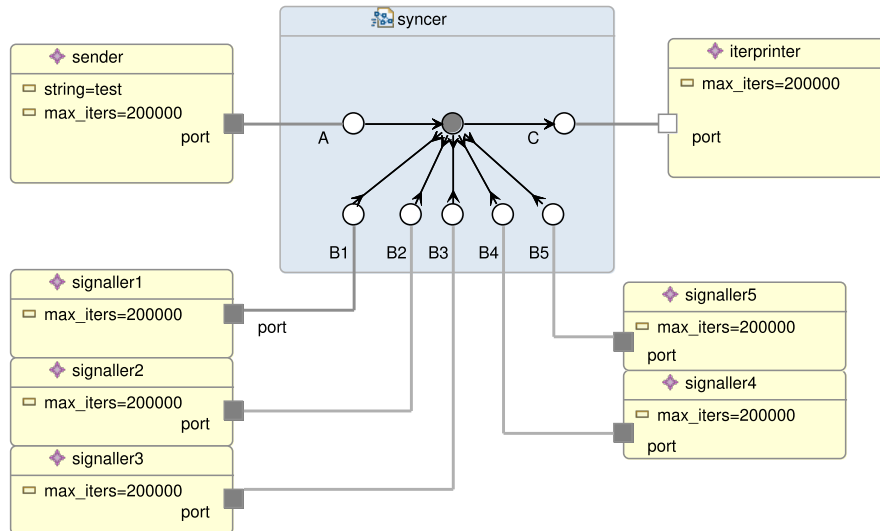 syncer
sender
string=test
max_iters=200000
port
iterprinter
max_iters=200000
port
A
C
B1
B2
B3
B4
B5
signaller1
max_iters=200000
port
signaller2
max_iters=200000
port
signaller3
max_iters=200000
port
signaller5
max_iters=200000
port
signaller4
max_iters=200000
port